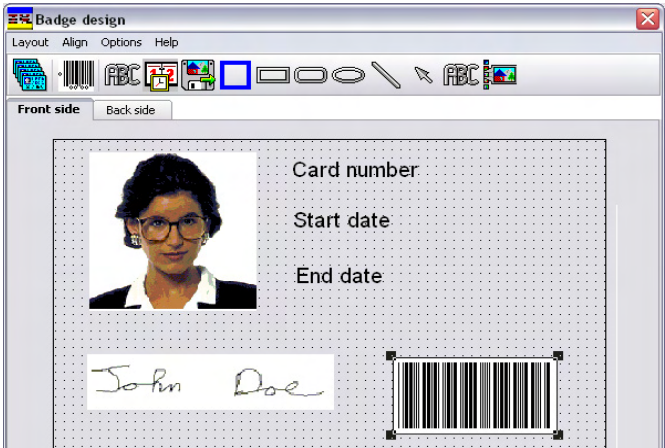 Badge design
Layout Align Options Help
ABC ABC
Front side Back side
Card number
Start date
End date
John Doe